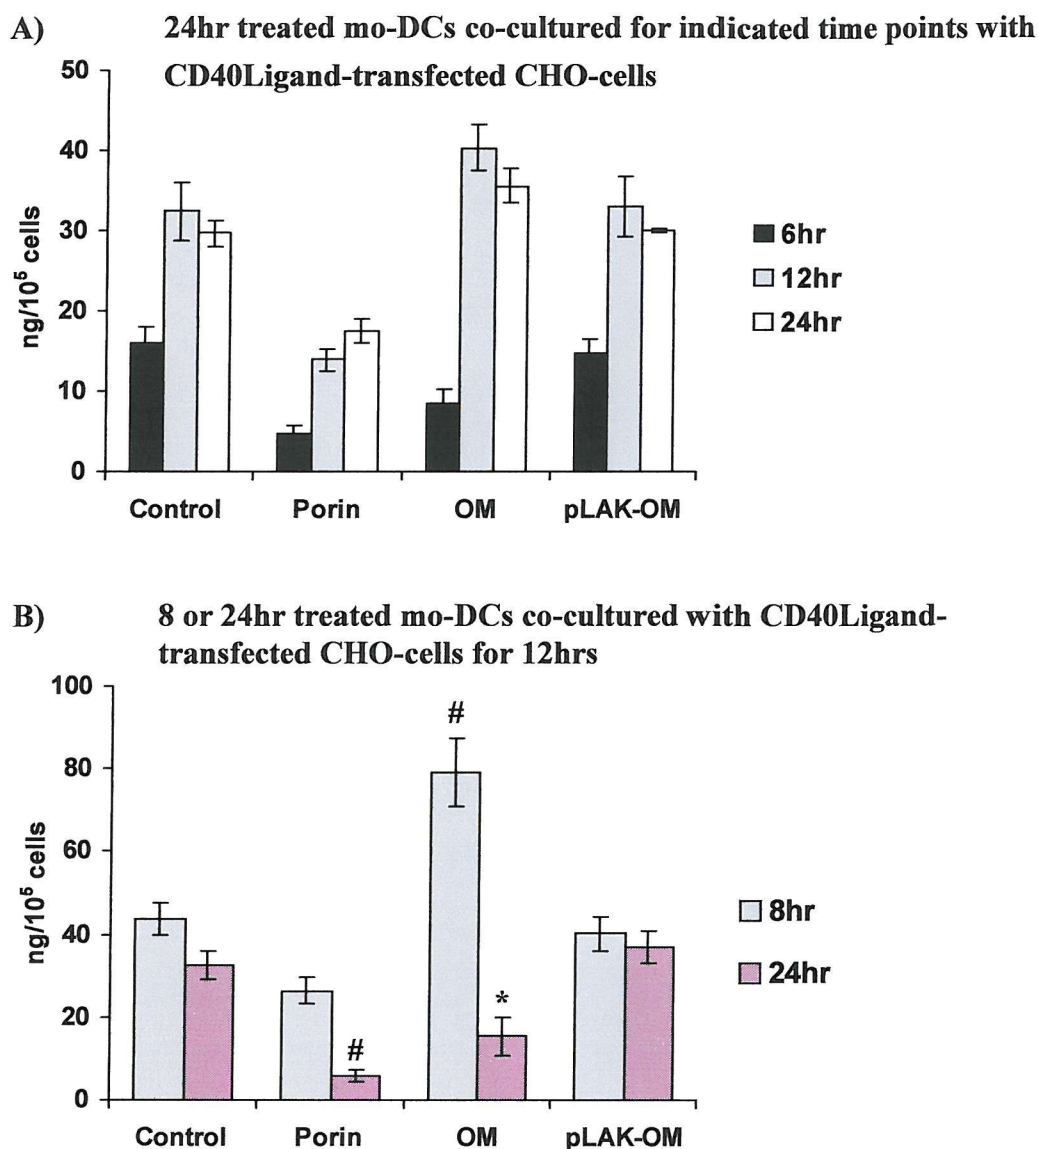 A) 24hr treated mo-DCs co-cultured for indicated time points with
CD40Ligand-transfected CHO-cells
50
40
30
20
10
0
ng/10⁵ cells
Control Porin OM pLAK-OM
6hr
12hr
24hr
B) 8 or 24hr treated mo-DCs co-cultured with CD40Ligand-
transfected CHO-cells for 12hrs
100
80
60
40
20
0
ng/10⁵ cells
#
#
*
Control Porin OM pLAK-OM
8hr
24hr